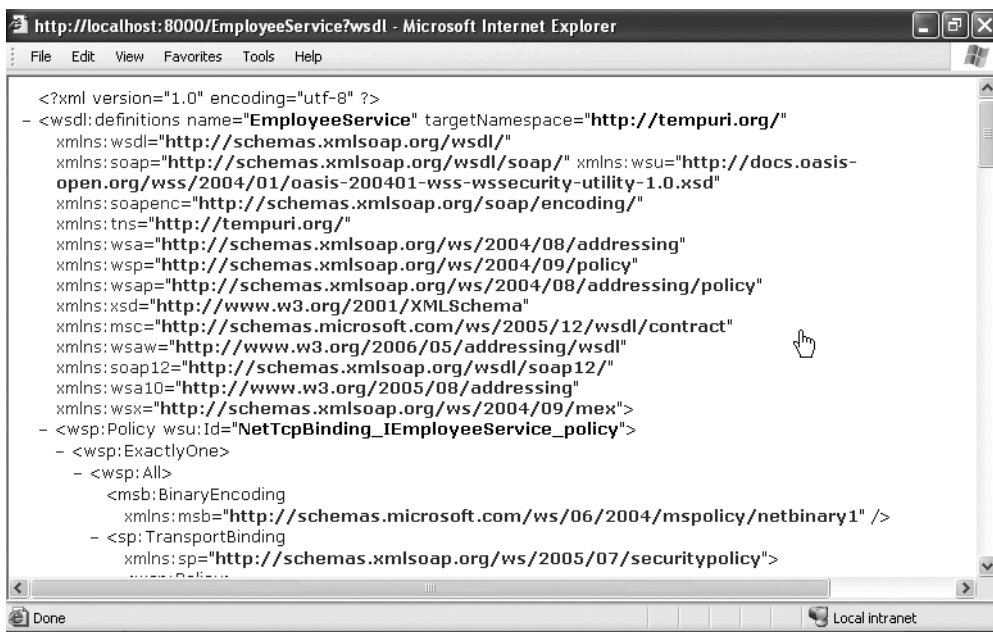 http://localhost:8000/EmployeeService?wsdl - Microsoft Internet Explorer
File Edit View Favorites Tools Help
<?xml version="1.0" encoding="utf-8" ?>
- <wsdl:definitions name="EmployeeService" targetNamespace="http://tempuri.org/"
xmlns:wsdl="http://schemas.xmlsoap.org/wsdl/"
xmlns:soap="http://schemas.xmlsoap.org/wsdl/soap/" xmlns:wsu="http://docs.oasis-
open.org/wss/2004/01/oasis-200401-wss-wssecurity-utility-1.0.xsd"
xmlns:soapenc="http://schemas.xmlsoap.org/soap/encoding/"
xmlns:tns="http://tempuri.org/"
xmlns:wsa="http://schemas.xmlsoap.org/ws/2004/08/addressing"
xmlns:wsp="http://schemas.xmlsoap.org/ws/2004/09/policy"
xmlns:wsap="http://schemas.xmlsoap.org/ws/2004/08/addressing/policy"
xmlns:xsd="http://www.w3.org/2001/XMLSchema"
xmlns:msc="http://schemas.microsoft.com/ws/2005/12/wsdl/contract"
xmlns:wsaw="http://www.w3.org/2006/05/addressing/wsdl"
xmlns:soap12="http://schemas.xmlsoap.org/wsdl/soap12/"
xmlns:wsa10="http://www.w3.org/2005/08/addressing"
xmlns:wsx="http://schemas.xmlsoap.org/ws/2004/09/mex">
- <wsp:Policy wsu:Id="NetTcpBinding_IEmployeeService_policy">
- <wsp:ExactlyOne>
- <wsp:All>
<msb:BinaryEncoding
xmlns:msb="http://schemas.microsoft.com/ws/06/2004/mspolicy/netbinary1" />
- <sp:TransportBinding
xmlns:sp="http://schemas.xmlsoap.org/ws/2005/07/securitypolicy">
Done
Local intranet